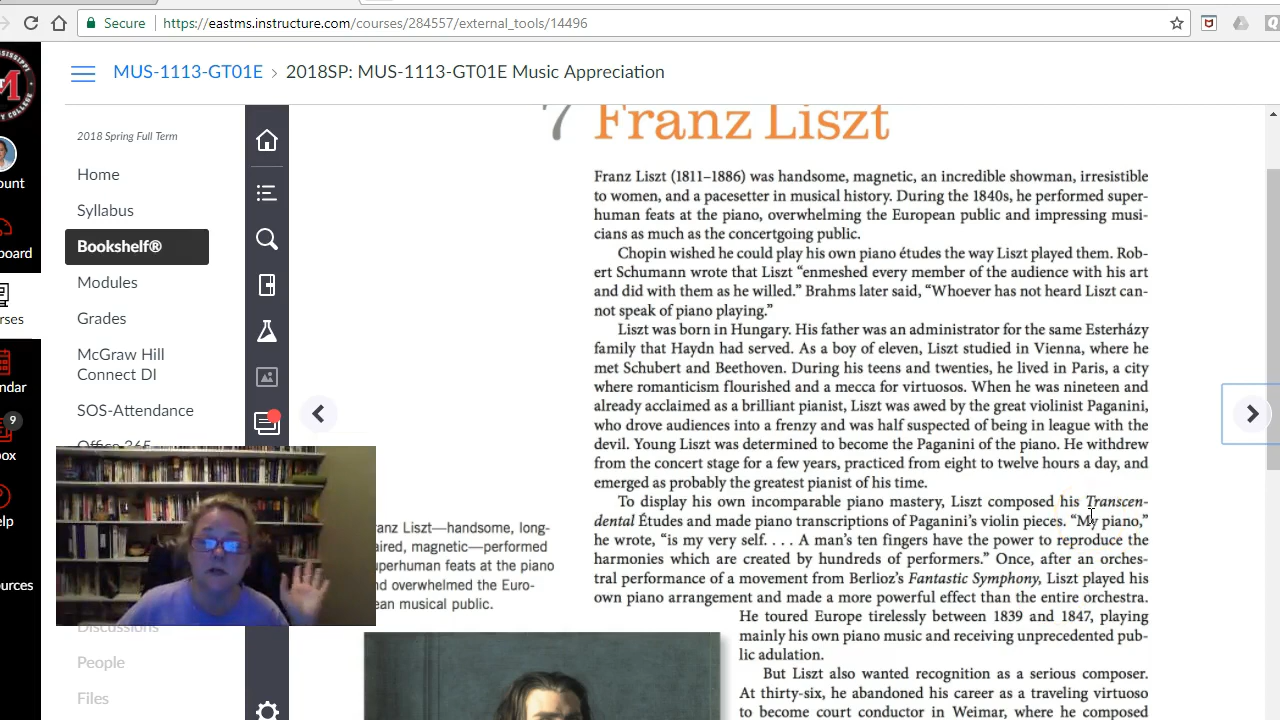 Secure
https://eastms.instructure.com/courses/284557/external_tools/14496
MUS-1113-GT01E > 2018SP: MUS-1113-GT01E Music Appreciation
2018 Spring Full Term
Home
Syllabus
Bookshelf®
Modules
Grades
McGraw Hill
Connect DI
SOS-Attendance
Office 365
Discussions
People
Files
9
7 Franz Liszt
Franz Liszt (1811–1886) was handsome, magnetic, an incredible showman, irresistible
to women, and a pacesetter in musical history. During the 1840s, he performed super-
human feats at the piano, overwhelming the European public and impressing musi-
cians as much as the concertgoing public.
Chopin wished he could play his own piano études the way Liszt played them. Rob-
ert Schumann wrote that Liszt “enmeshed every member of the audience with his art
and did with them as he willed.” Brahms later said, “Whoever has not heard Liszt can-
not speak of piano playing.”
Liszt was born in Hungary. His father was an administrator for the same Esterházy
family that Haydn had served. As a boy of eleven, Liszt studied in Vienna, where he
met Schubert and Beethoven. During his teens and twenties, he lived in Paris, a city
where romanticism flourished and a mecca for virtuosos. When he was nineteen and
already acclaimed as a brilliant pianist, Liszt was awed by the great violinist Paganini,
who drove audiences into a frenzy and was half suspected of being in league with the
devil. Young Liszt was determined to become the Paganini of the piano. He withdrew
from the concert stage for a few years, practiced from eight to twelve hours a day, and
emerged as probably the greatest pianist of his time.
To display his own incomparable piano mastery, Liszt composed his Transcen-
dental Études and made piano transcriptions of Paganini’s violin pieces. “My piano,”
he wrote, “is my very self. . . . A man’s ten fingers have the power to reproduce the
harmonies which are created by hundreds of performers.” Once, after an orches-
tral performance of a movement from Berlioz’s Fantastic Symphony, Liszt played his
own piano arrangement and made a more powerful effect than the entire orchestra.
He toured Europe tirelessly between 1839 and 1847, playing
mainly his own piano music and receiving unprecedented pub-
lic adulation.
But Liszt also wanted recognition as a serious composer.
At thirty-six, he abandoned his career as a traveling virtuoso
to become court conductor in Weimar, where he composed
anz Liszt—handsome, long-
aired, magnetic—performed
uperhuman feats at the piano
nd overwhelmed the Euro-
ean musical public.